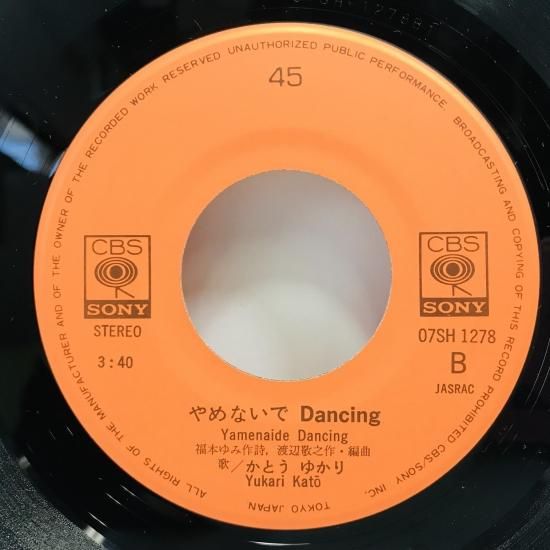 ALL RIGHTS OF THE MANUFACTURER AND OF THE OWNER OF THE RECORDED WORK RESERVED UNAUTHORIZED PUBLIC PERFORMANCE. BROADCASTING AND COPYING OF THIS RECORD PROHIBITED CBS/SONY INC.
TOKYO JAPAN
45
CBS
SONY
STEREO
3:40
CBS
SONY
07SH 1278
B
JASRAC
やめないで Dancing
Yamenaide Dancing
福本ゆみ作詩, 渡辺敬之作・編曲
歌/かとう ゆかり
Yukari Katō